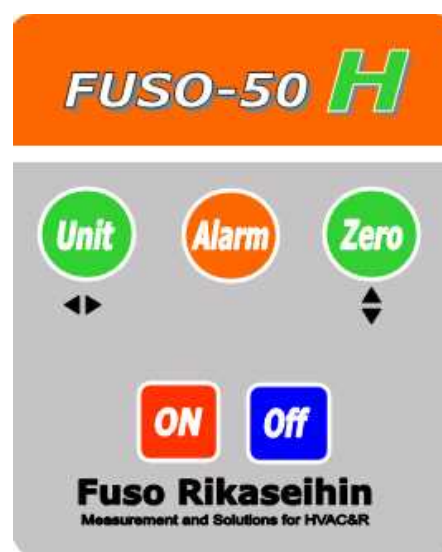 FUSO-50 H
Unit Alarm Zero
ON Off
Fuso Rikaseihin
Measurement and Solutions for HVAC&R